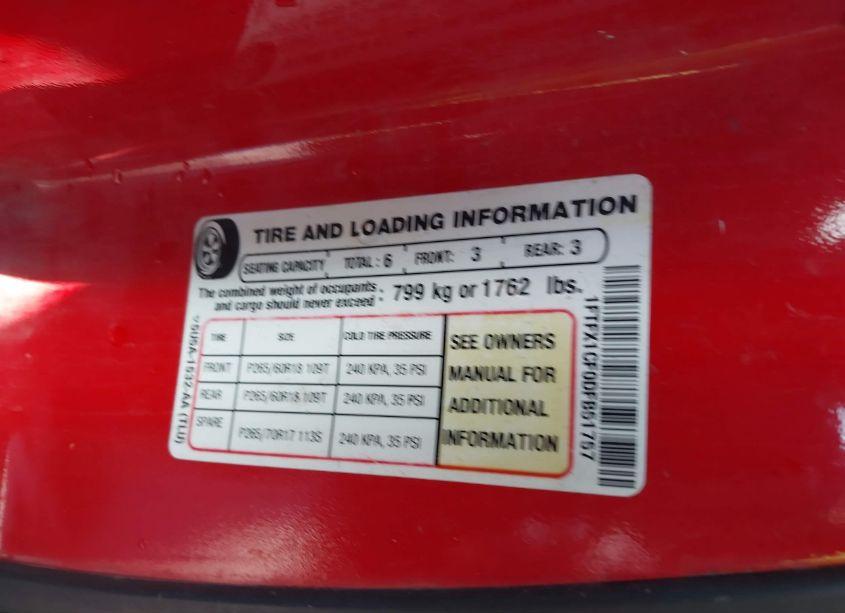 TIRE AND LOADING INFORMATION
SEATING CAPACITY TOTAL: 6 FRONT: 3 REAR: 3
The combined weight of occupants
and cargo should never exceed : 799 kg or 1762 lbs.
TIRE SIZE COLD TIRE PRESSURE
FRONT P265/60R18 109T 240 KPA, 35 PSI
REAR P265/60R18 109T 240 KPA, 35 PSI
SPARE P265/70R17 113S 240 KPA, 35 PSI
SEE OWNERS
MANUAL FOR
ADDITIONAL
INFORMATION
1FTFX1CF0DFB51757